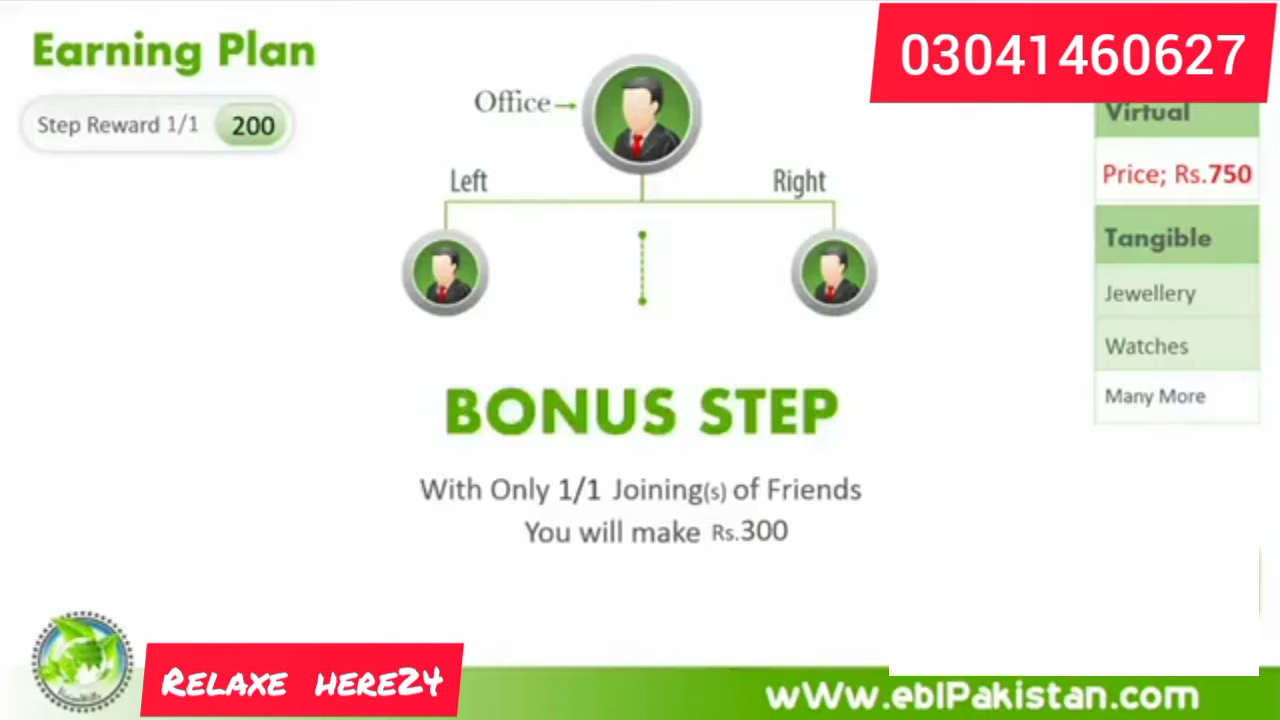 Earning Plan
03041460627
Step Reward 1/1 200
Office
Left
Right
Virtual
Price; Rs.750
Tangible
Jewellery
Watches
Many More
BONUS STEP
With Only 1/1 Joining(s) of Friends
You will make Rs.300
RELAXE HERE24
wWw.eblPakistan.com